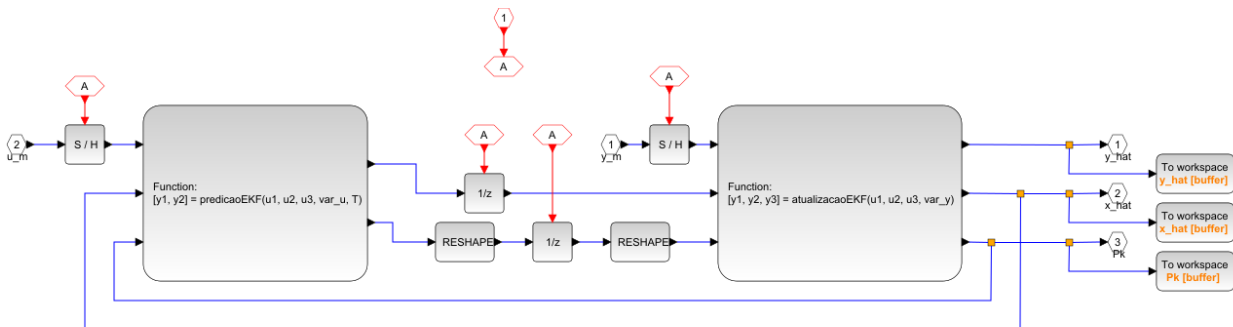 1
A
A
A
2
u_m
S / H
Function:
[y1, y2] = predicaoEKF(u1, u2, u3, var_u, T)
A
A
1/z
RESHAPE
1/z
RESHAPE
1
y_m
S / H
Function:
[y1, y2, y3] = atualizacaoEKF(u1, u2, u3, var_y)
1
y_hat
To workspace
y_hat [buffer]
2
x_hat
To workspace
x_hat [buffer]
3
Pk
To workspace
Pk [buffer]